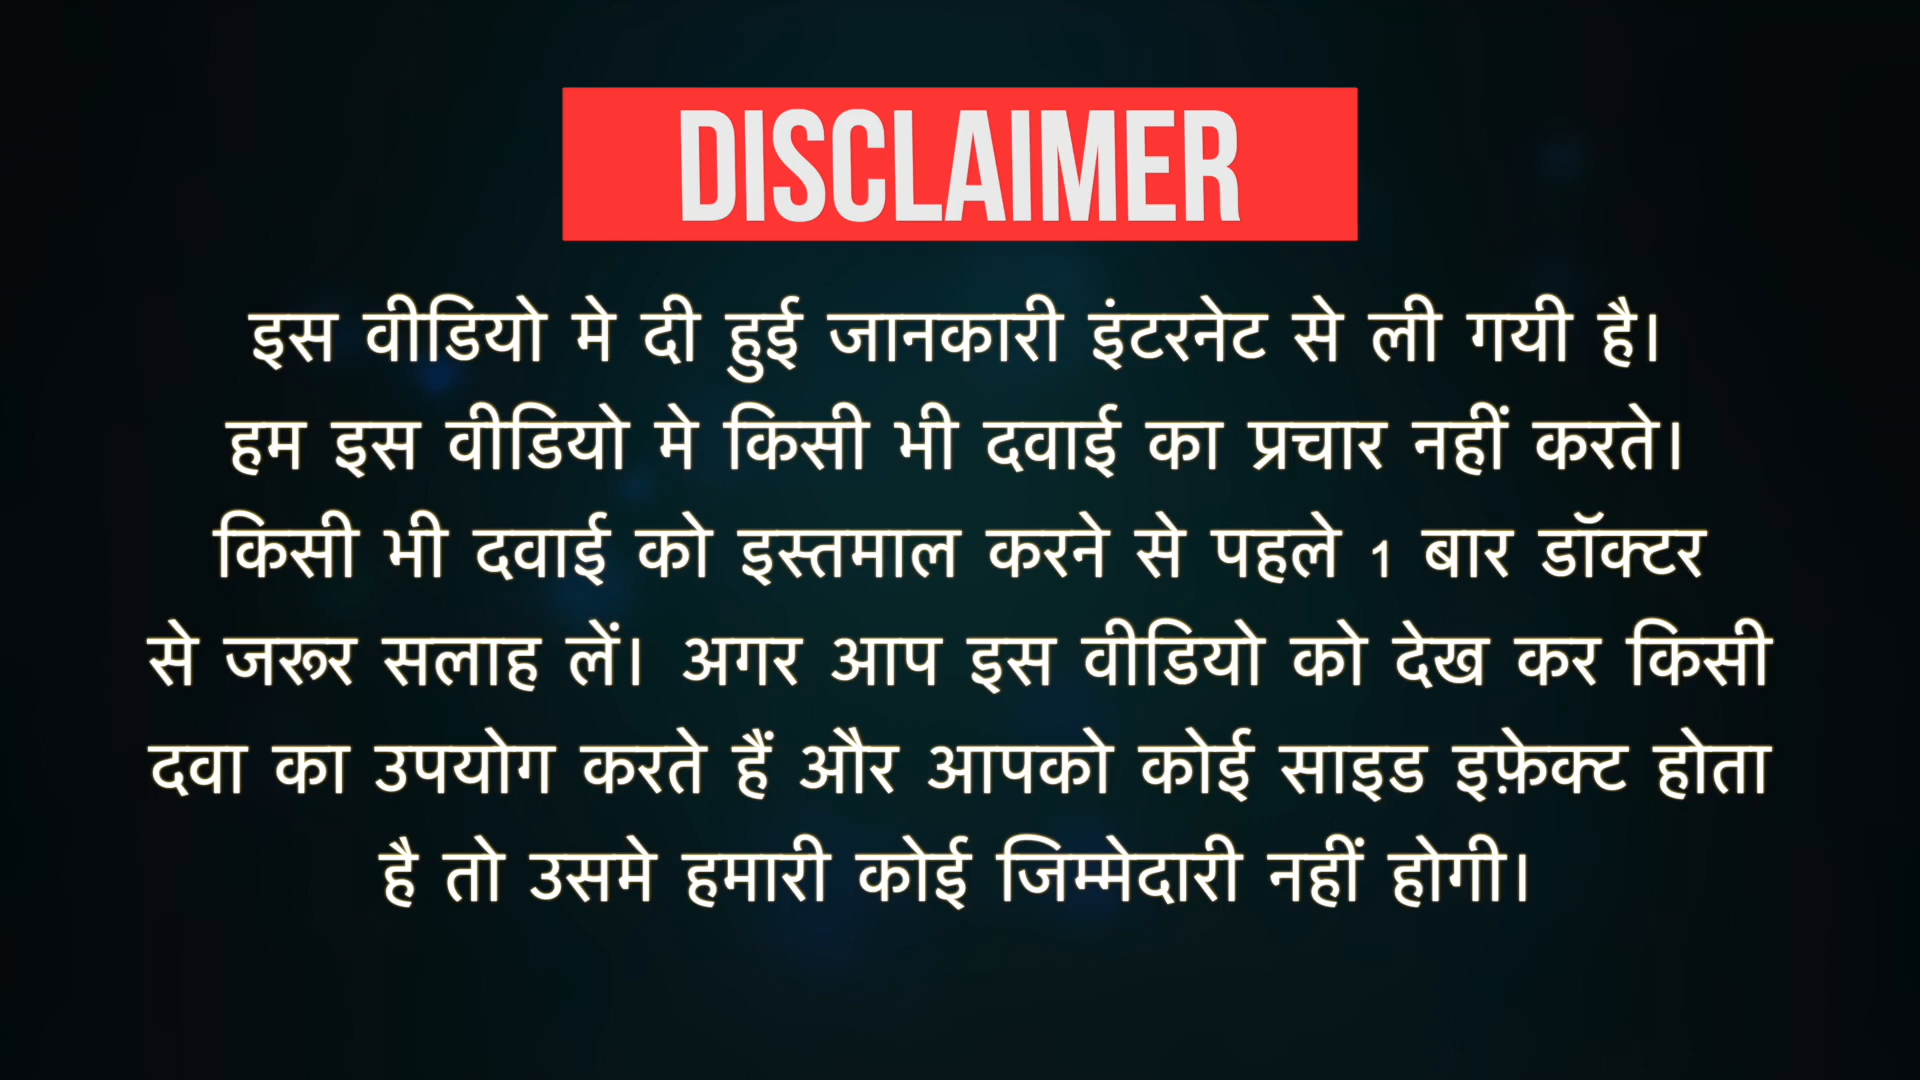 DISCLAIMER
इस वीडियो मे दी हुई जानकारी इंटरनेट से ली गयी है।
हम इस वीडियो मे किसी भी दवाई का प्रचार नहीं करते।
किसी भी दवाई को इस्तमाल करने से पहले 1 बार डॉक्टर
से जरूर सलाह लें। अगर आप इस वीडियो को देख कर किसी
दवा का उपयोग करते हैं और आपको कोई साइड इफ़ेक्ट होता
है तो उसमे हमारी कोई जिम्मेदारी नहीं होगी।